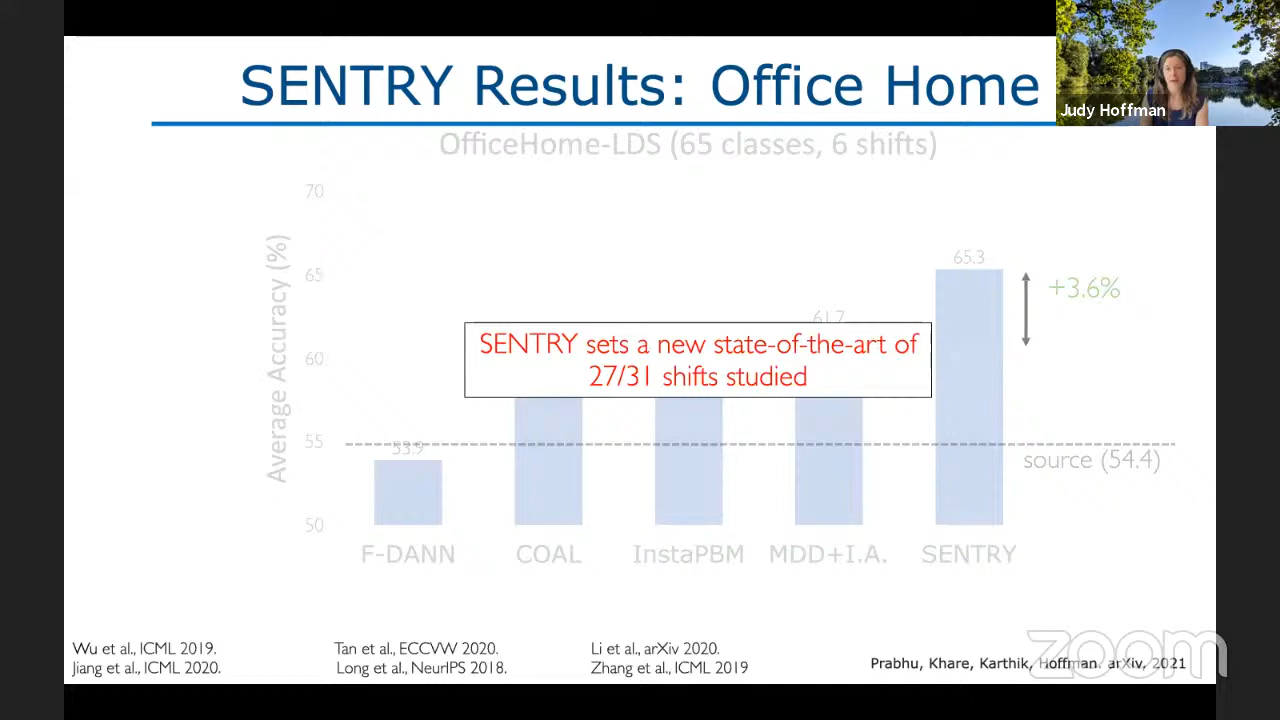 SENTRY Results: Office Home
Judy Hoffman
OfficeHome-LDS (65 classes, 6 shifts)
Average Accuracy (%)
70
65
60
55
50
65.3
+3.6%
61.7
SENTRY sets a new state-of-the-art of
27/31 shifts studied
53.9
source (54.4)
F-DANN COAL InstaPBM MDD+I.A. SENTRY
Wu et al., ICML 2019. Tan et al., ECCVW 2020. Li et al., arXiv 2020.
Jiang et al., ICML 2020. Long et al., NeurIPS 2018. Zhang et al., ICML 2019
Prabhu, Khare, Karthik, Hoffman. arXiv, 2021
zoom